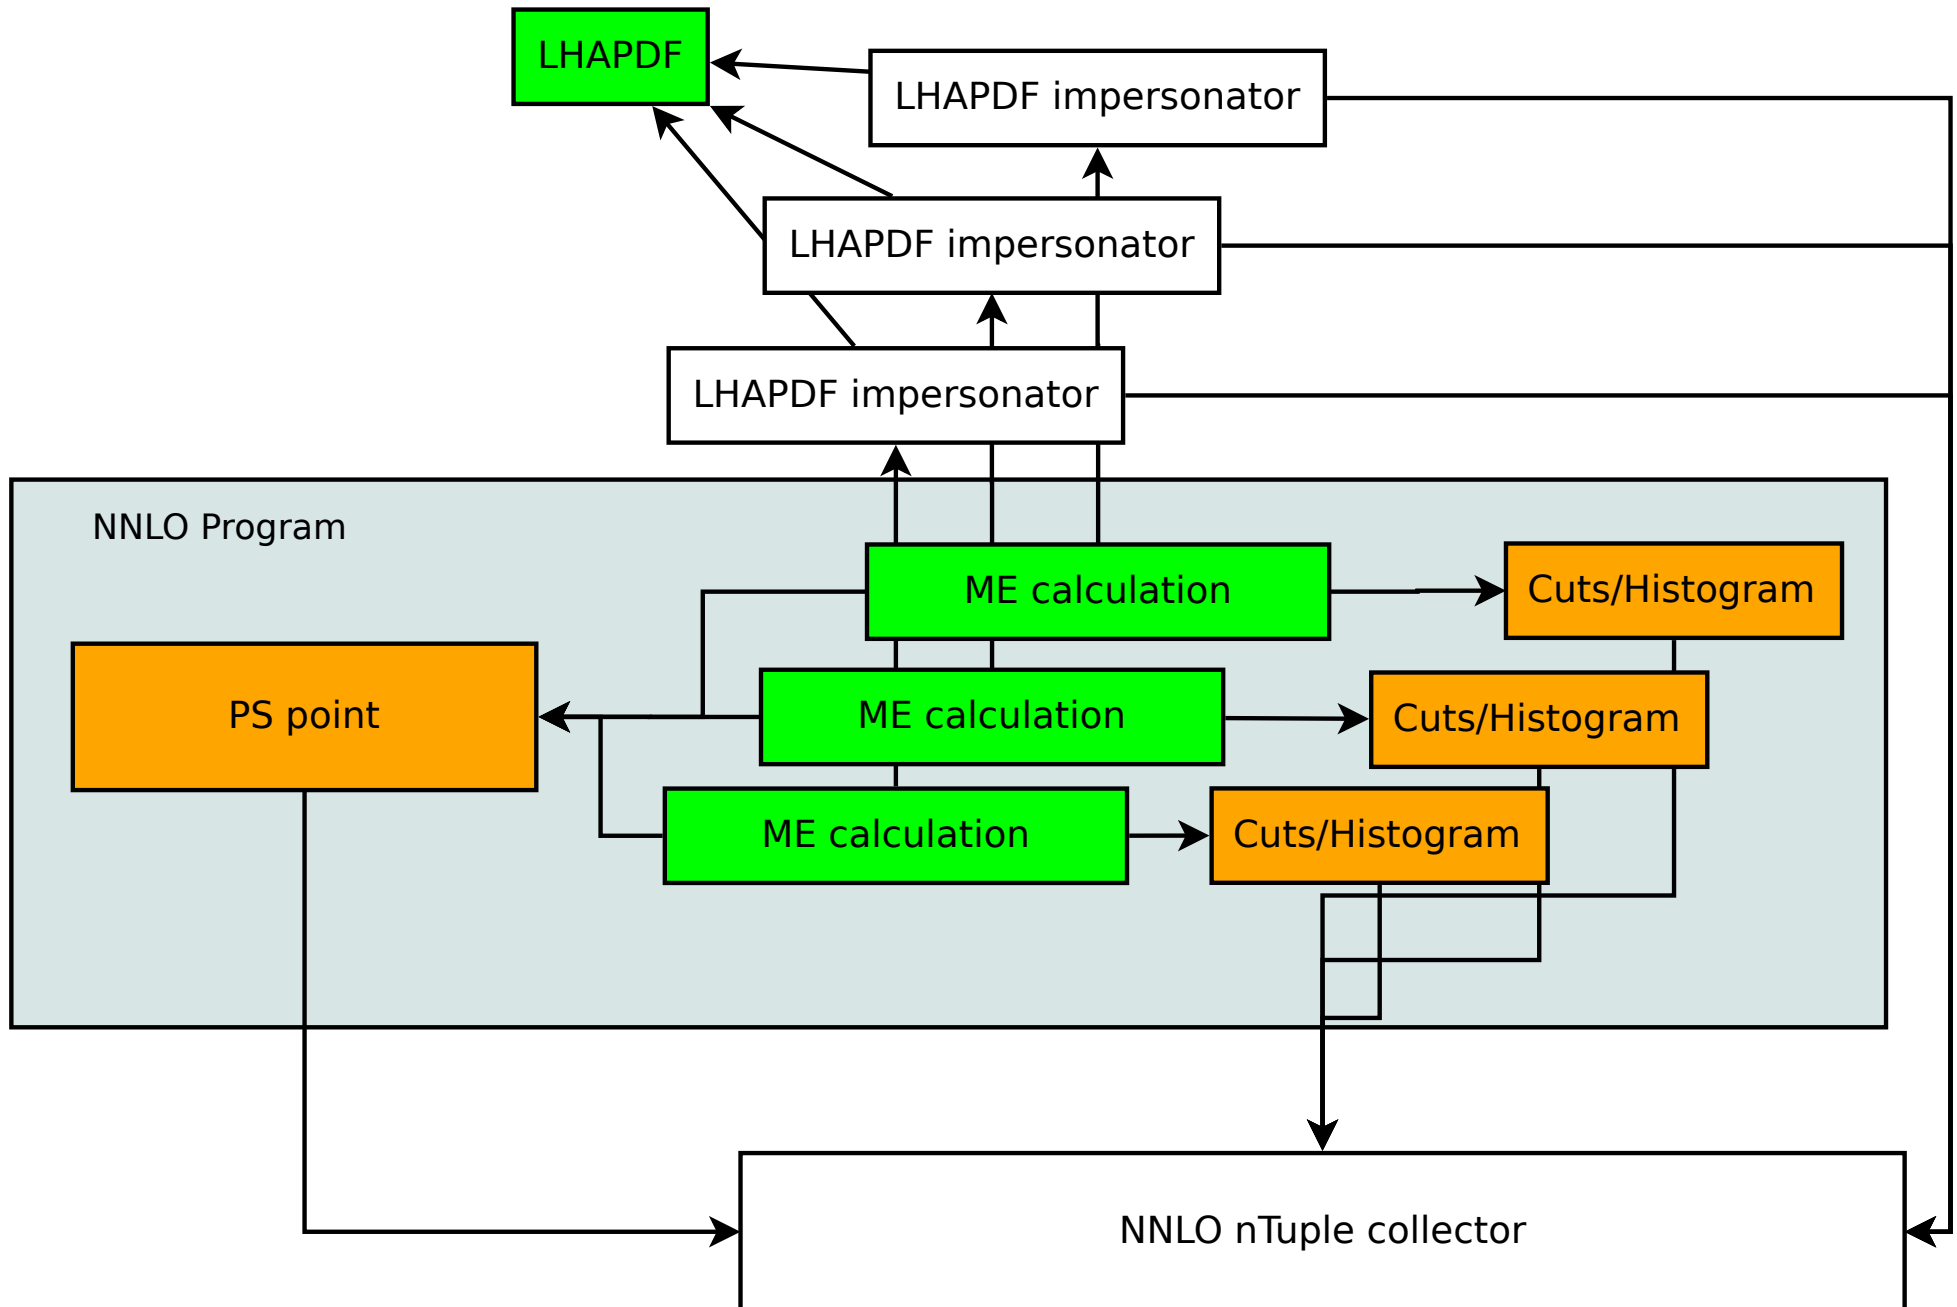 LHAPDF
LHAPDF impersonator
LHAPDF impersonator
LHAPDF impersonator
NNLO Program
ME calculation
Cuts/Histogram
PS point
ME calculation
Cuts/Histogram
ME calculation
Cuts/Histogram
NNLO nTuple collector